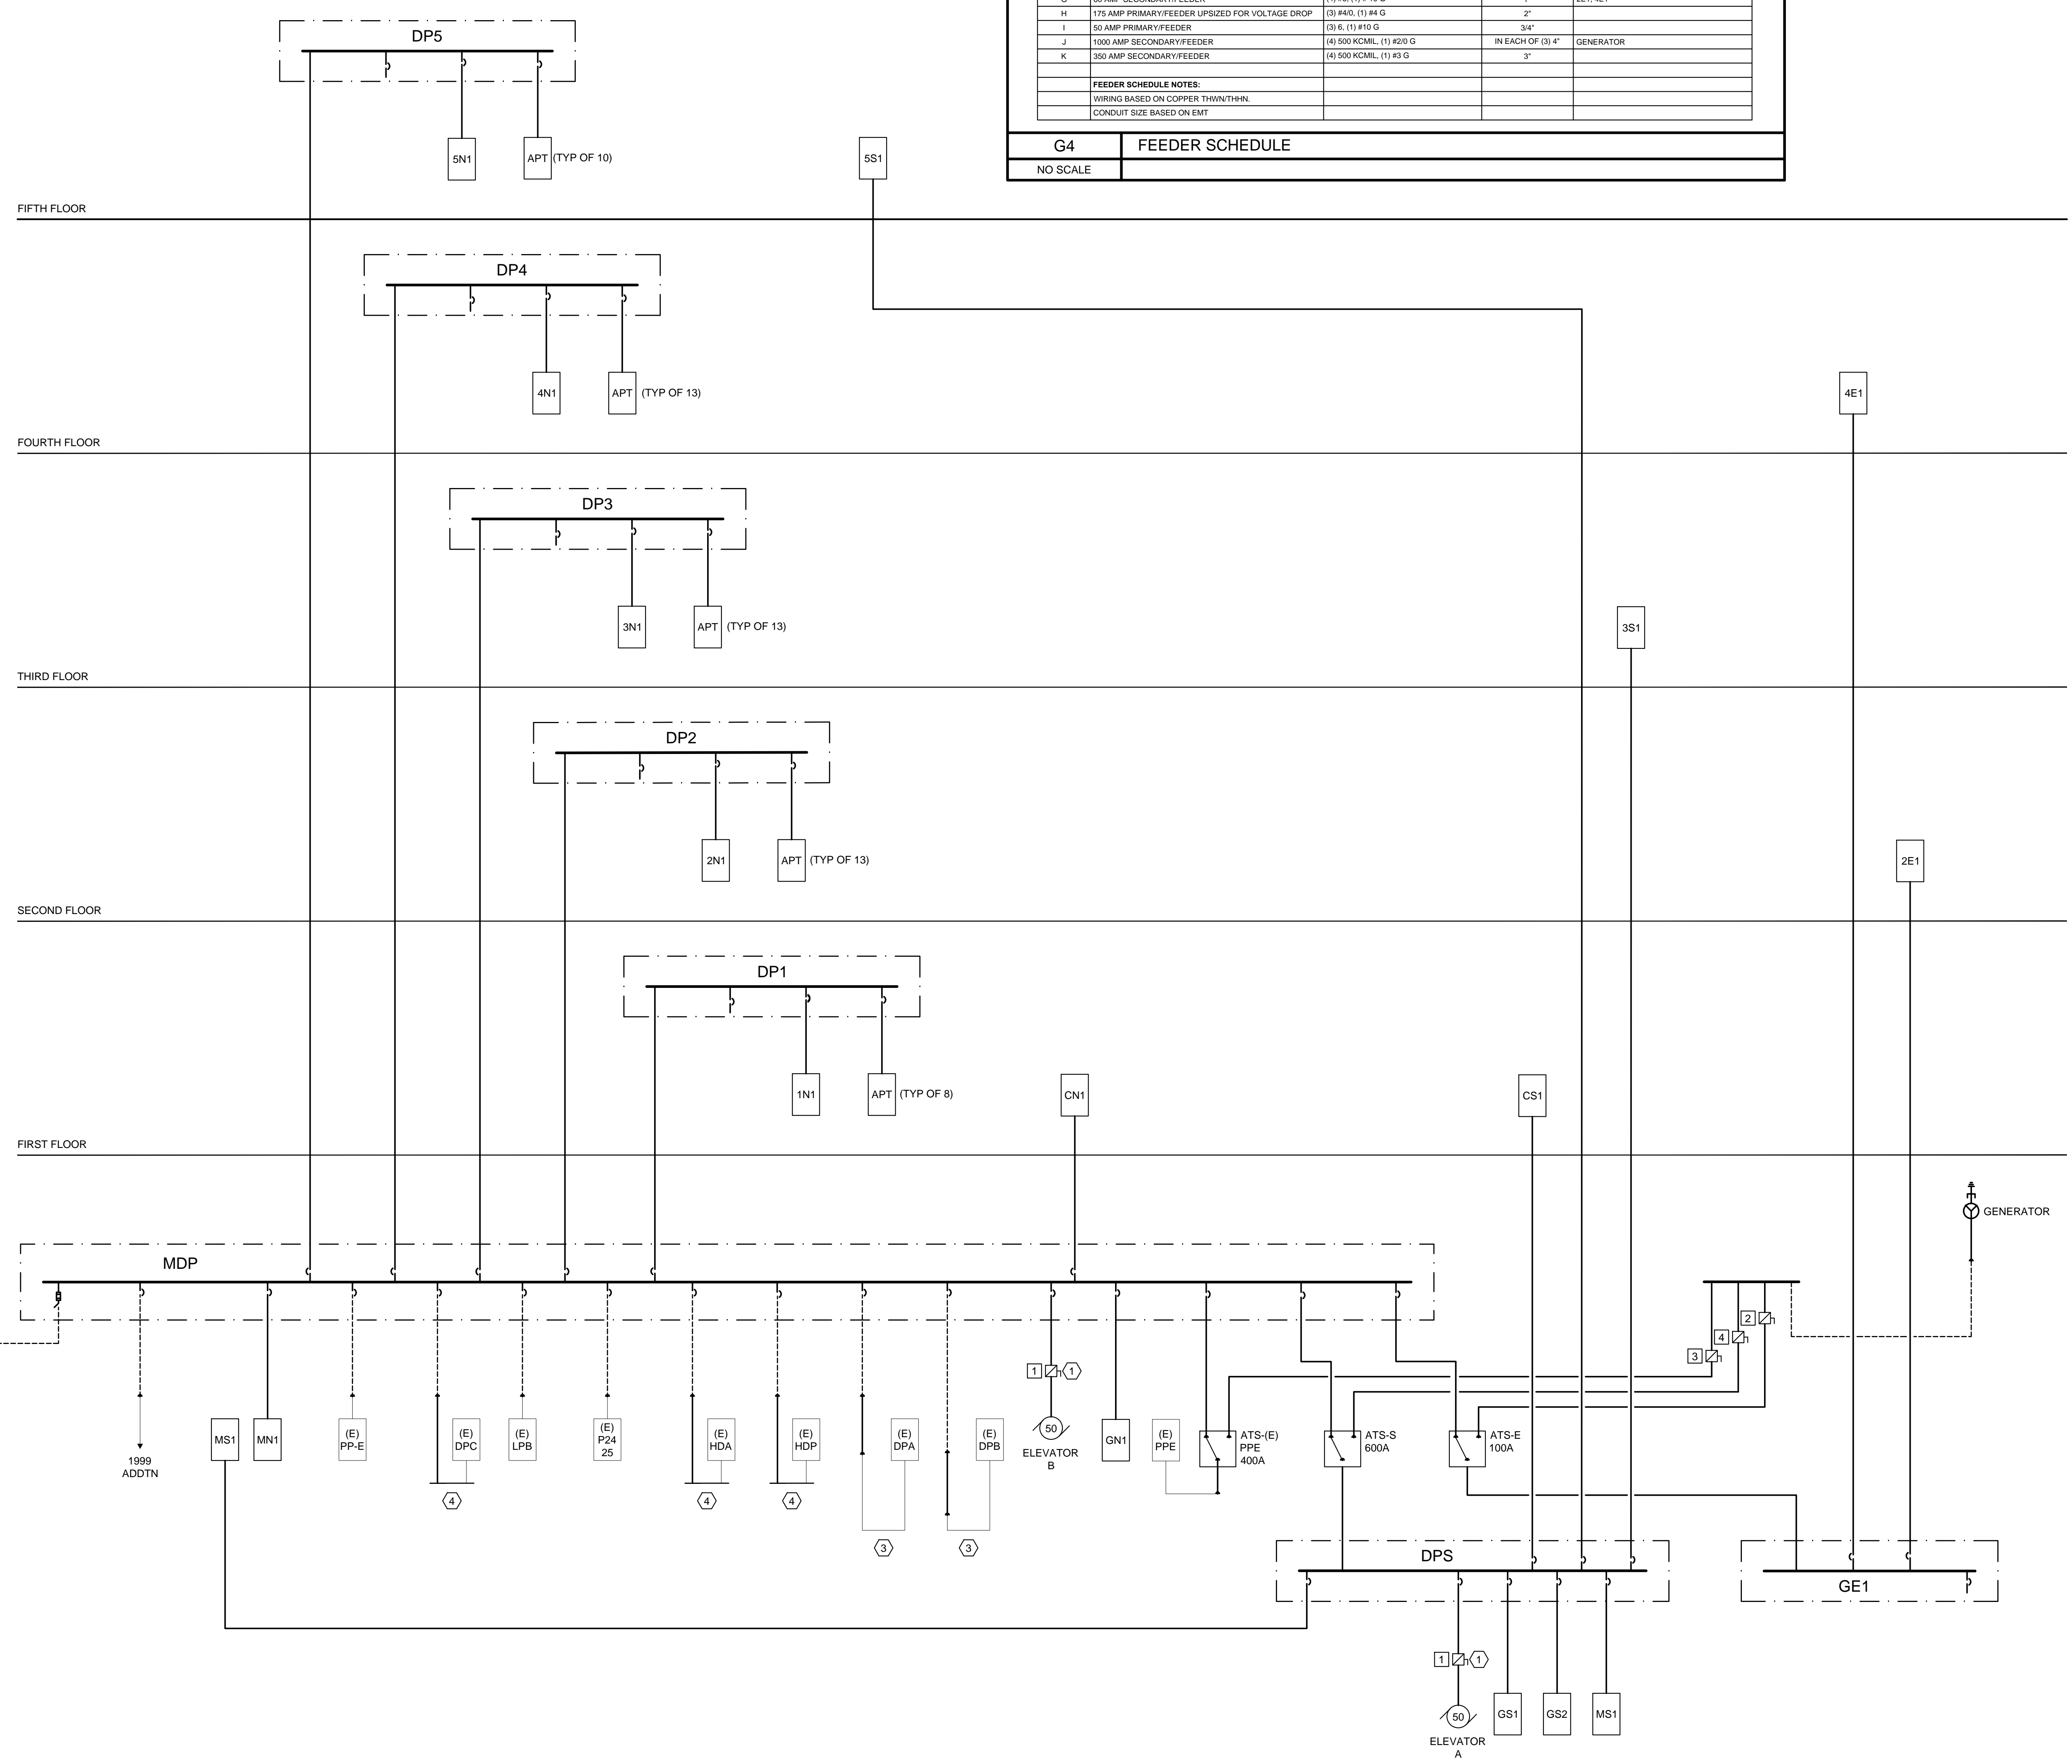 DP5
H 175 AMP PRIMARY/FEEDER UPSIZED FOR VOLTAGE DROP (3) #4/0, (1) #4 G 2"
I 50 AMP PRIMARY/FEEDER (3) 6, (1) #10 G 3/4"
J 1000 AMP SECONDARY/FEEDER (4) 500 KCMIL, (1) #2/0 G IN EACH OF (3) 4" GENERATOR
K 350 AMP SECONDARY/FEEDER (4) 500 KCMIL, (1) #3 G 3"
FEEDER SCHEDULE NOTES:
WIRING BASED ON COPPER THWN/THHN.
CONDUIT SIZE BASED ON EMT
G4 FEEDER SCHEDULE
NO SCALE
5N1 APT (TYP OF 10) 5S1
FIFTH FLOOR
DP4
4N1 APT (TYP OF 13) 4E1
FOURTH FLOOR
DP3
3N1 APT (TYP OF 13) 3S1
THIRD FLOOR
DP2
2N1 APT (TYP OF 13) 2E1
SECOND FLOOR
DP1
1N1 APT (TYP OF 8) CN1 CS1
FIRST FLOOR
GENERATOR
MDP
2
4
3
1 1
1999
ADDTN
MS1
MN1
(E)
PP-E
(E)
DPC
4
(E)
LPB
(E)
P24
25
(E)
HDA
4
(E)
HDP
4
(E)
DPA
3
(E)
DPB
3
50
ELEVATOR
B
GN1
(E)
PPE
ATS-(E)
PPE
400A
ATS-S
600A
ATS-E
100A
DPS
GE1
1 1
50
ELEVATOR
A
GS1
GS2
MS1